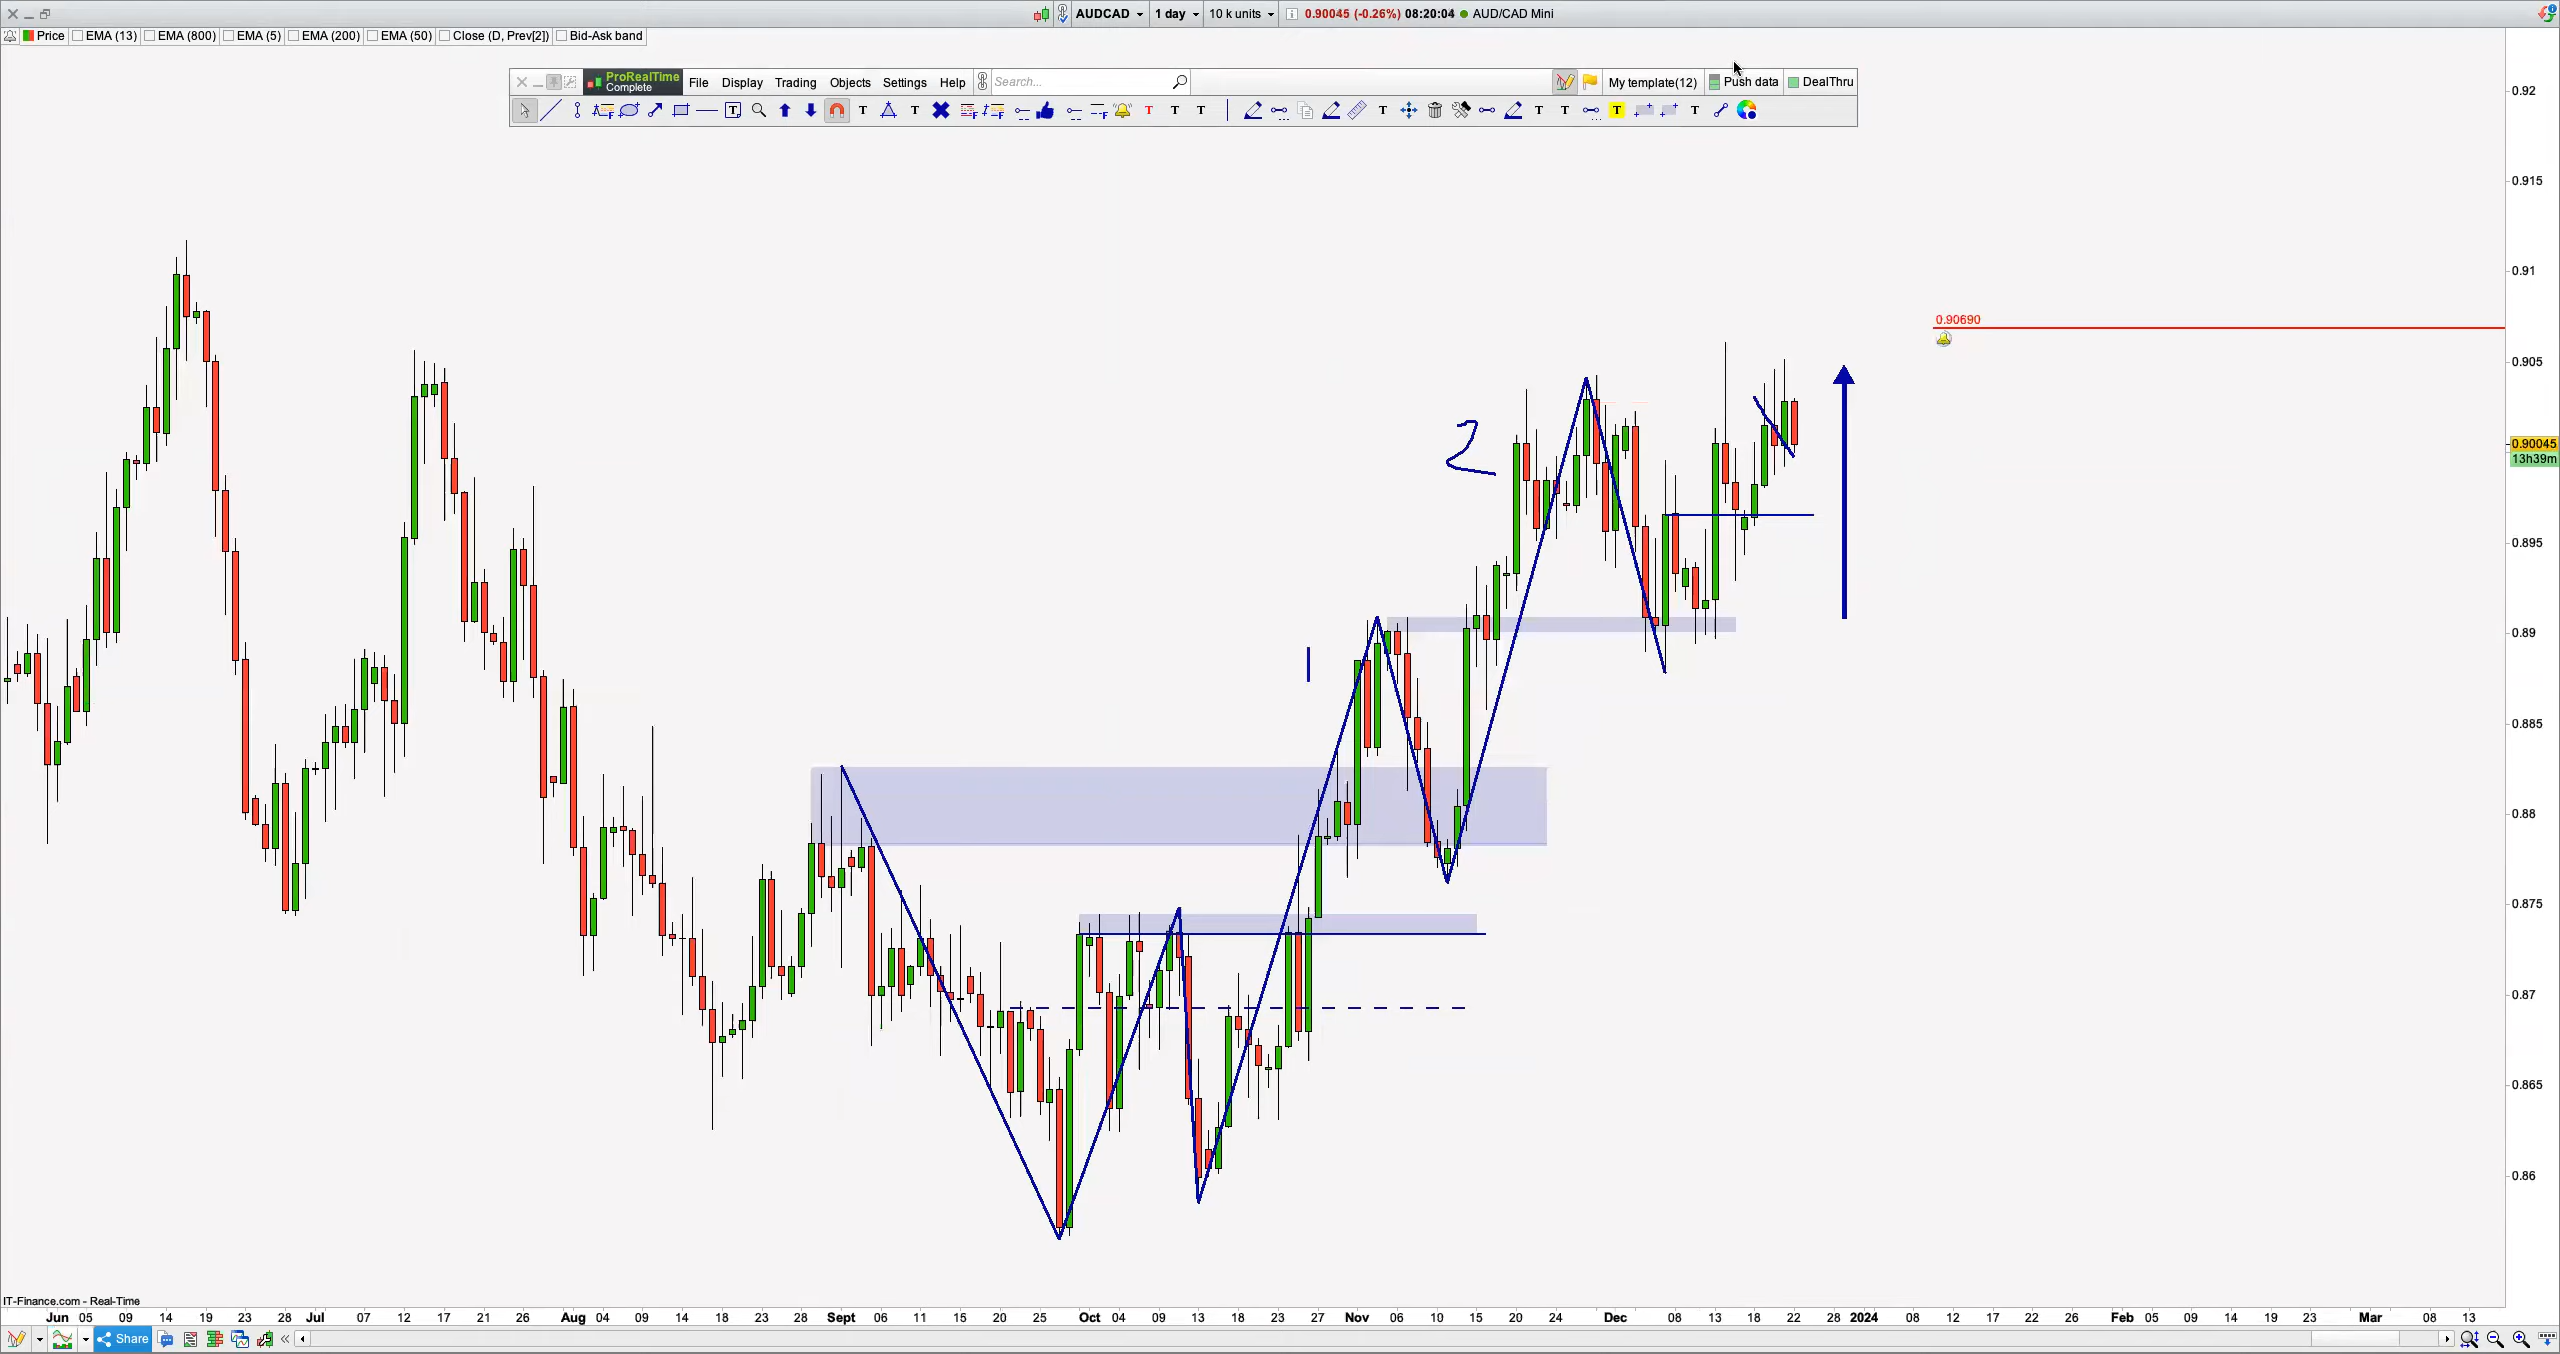 AUDCAD 1 day 10 k units 0.90045 (-0.26%) 08:20:04 AUD/CAD Mini
Price EMA (13) EMA (800) EMA (5) EMA (200) EMA (50) Close (D, Prev[2]) Bid-Ask band
ProRealTime Complete File Display Trading Objects Settings Help Search... My template(12) Push data DealThru
0.92
0.915
0.91
0.90690
0.905
2
0.90045
13h39m
0.895
0.89
1
0.885
0.88
0.875
0.87
0.865
0.86
IT-Finance.com - Real-Time
Jun 05 09 14 19 23 28 Jul 07 12 17 21 26 Aug 04 09 14 18 23 28 Sept 06 11 15 20 25 Oct 04 09 13 18 23 27 Nov 06 10 15 20 24 Dec 08 13 18 22 28 2024 08 12 17 22 26 Feb 05 09 14 19 23 Mar 08 13
Share